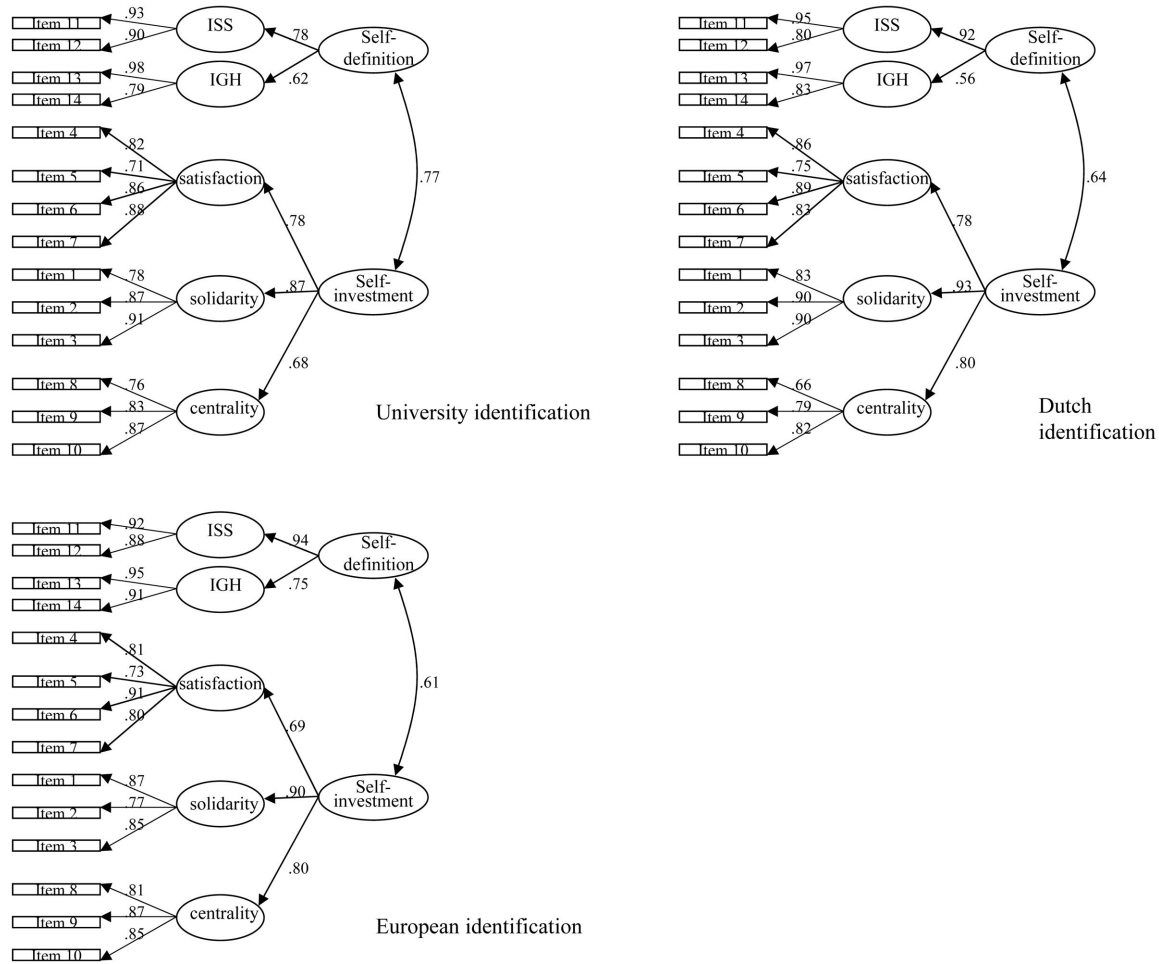 Item 11
Item 12
Item 13
Item 14
Item 4
Item 5
Item 6
Item 7
Item 1
Item 2
Item 3
Item 8
Item 9
Item 10
.93
.90
.98
.79
.82
.71
.86
.88
.78
.87
.91
.76
.83
.87
ISS
IGH
satisfaction
solidarity
centrality
.78
.62
.78
.87
.68
Self-
definition
.77
Self-
investment
University identification
Item 11
Item 12
Item 13
Item 14
Item 4
Item 5
Item 6
Item 7
Item 1
Item 2
Item 3
Item 8
Item 9
Item 10
.95
.80
.97
.83
.86
.75
.89
.83
.83
.90
.90
.66
.79
.82
ISS
IGH
satisfaction
solidarity
centrality
.92
.56
.78
.93
.80
Self-
definition
.64
Self-
investment
Dutch
identification
Item 11
Item 12
Item 13
Item 14
Item 4
Item 5
Item 6
Item 7
Item 1
Item 2
Item 3
Item 8
Item 9
Item 10
.92
.88
.95
.91
.81
.73
.91
.80
.87
.77
.85
.81
.87
.85
ISS
IGH
satisfaction
solidarity
centrality
.94
.75
.69
.90
.80
Self-
definition
.61
Self-
investment
European identification